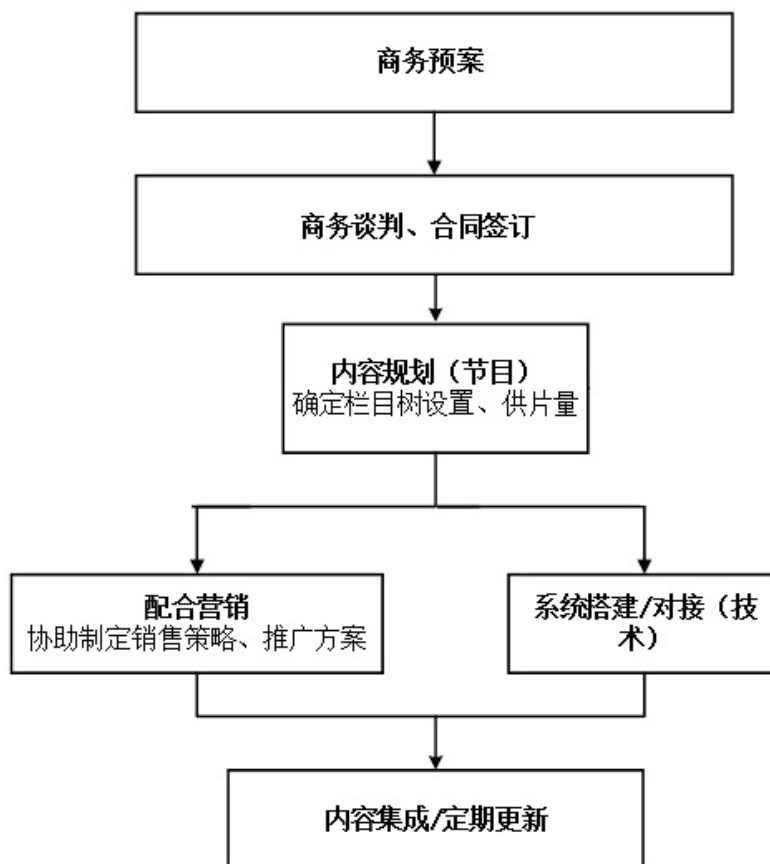 商务预案
商务谈判、合同签订
内容规划（节目）
确定栏目树设置、供片量
配合营销
协助制定销售策略、推广方案
系统搭建/对接（技
术）
内容集成/定期更新